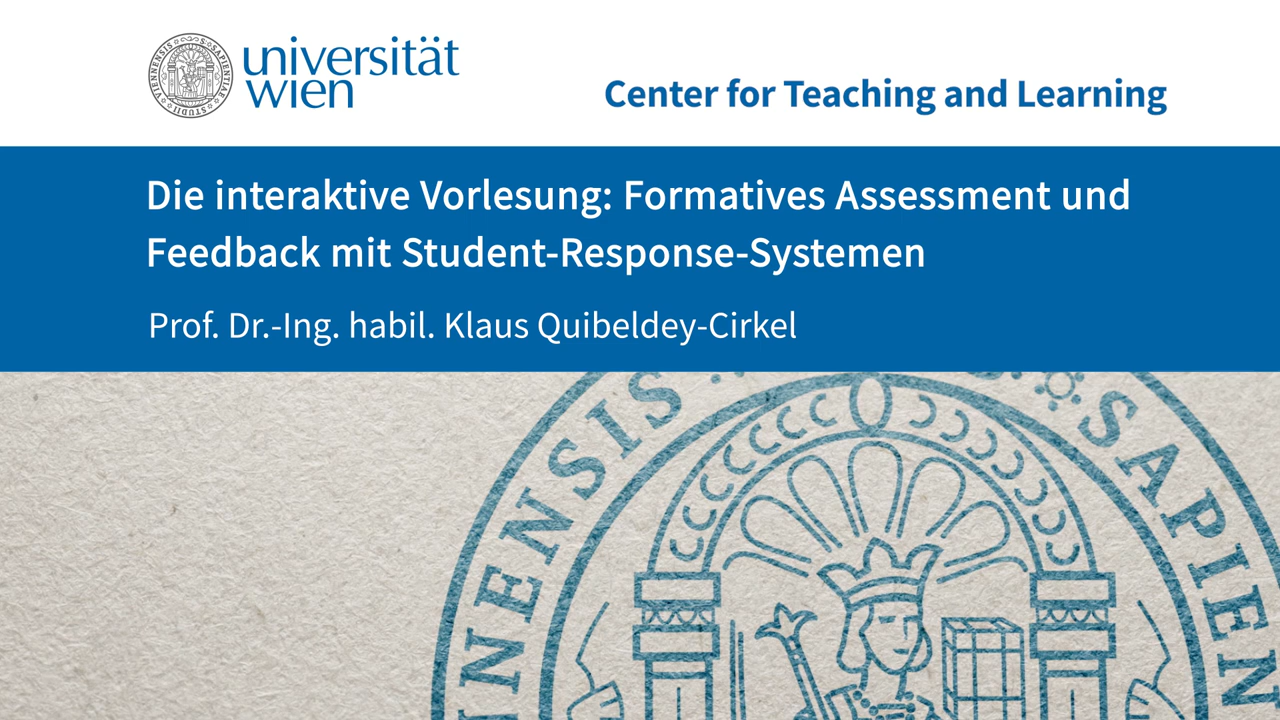 universität
wien
Center for Teaching and Learning
Die interaktive Vorlesung: Formatives Assessment und
Feedback mit Student-Response-Systemen
Prof. Dr.-Ing. habil. Klaus Quibeldey-Cirkel